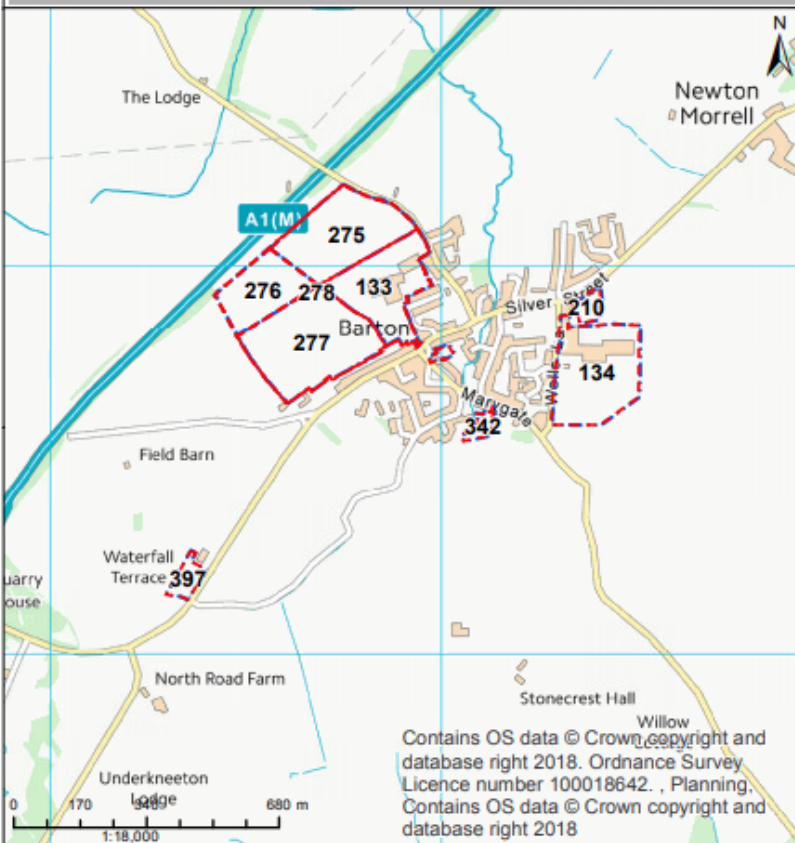 N
The Lodge
Newton
Morrell
A1(M)
275
276
278
133
277
Barton
Silver Street
210
134
Marygate
342
Field Barn
Waterfall
Terrace
397
uarry
ouse
North Road Farm
Stonecrest Hall
Willow
Underkneeton
Lodge
Contains OS data © Crown copyright and
database right 2018. Ordnance Survey
Licence number 100018642. , Planning,
Contains OS data © Crown copyright and
database right 2018
0 170 340 680 m
1:18,000